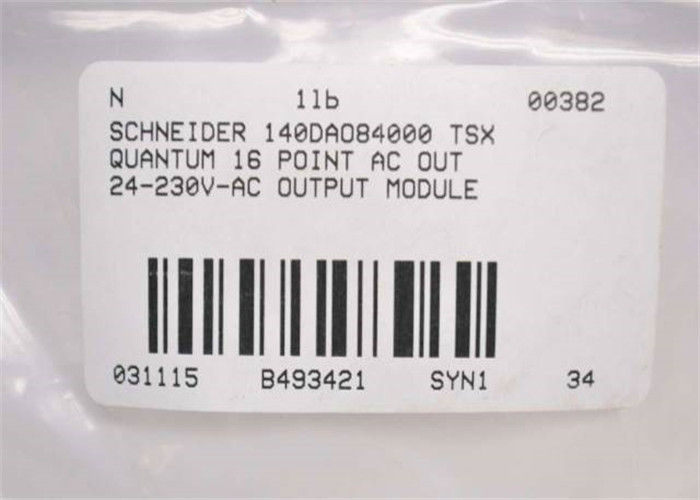 N 1lb 00382
SCHNEIDER 140DAO84000 TSX
QUANTUM 16 POINT AC OUT
24-230V-AC OUTPUT MODULE
031115 B493421 SYN1 34